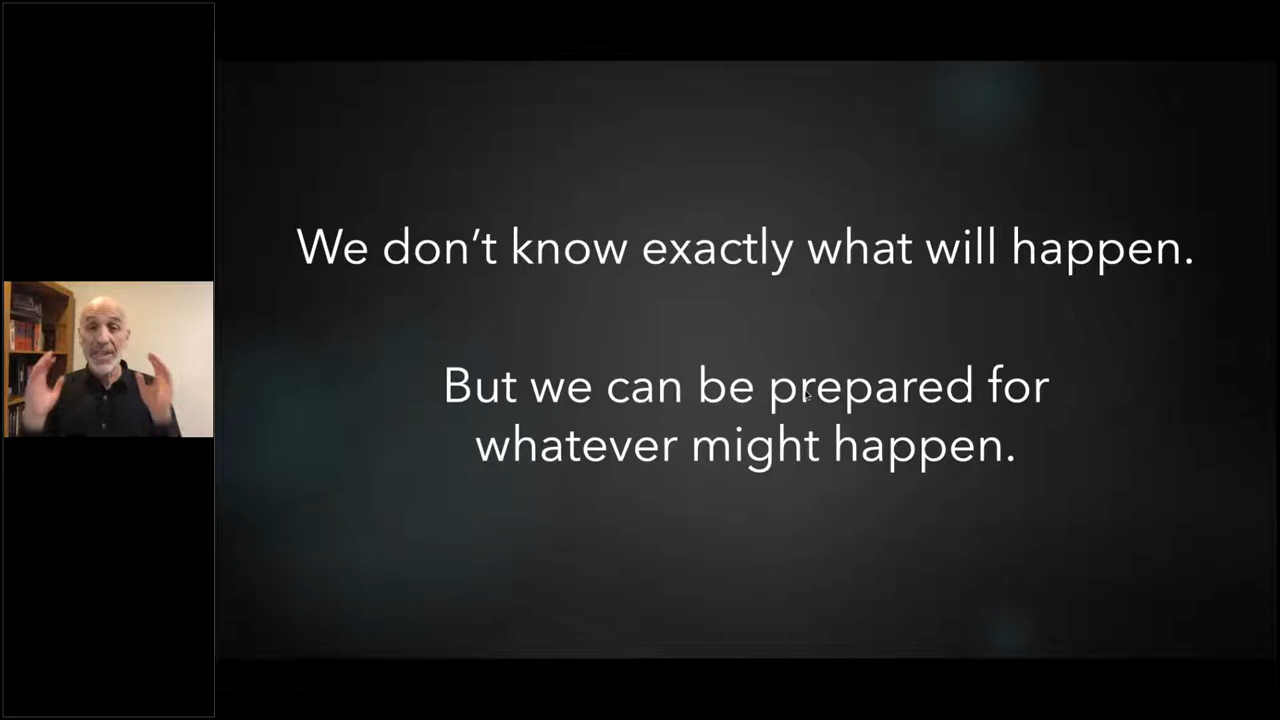 We don’t know exactly what will happen.
But we can be prepared for
whatever might happen.